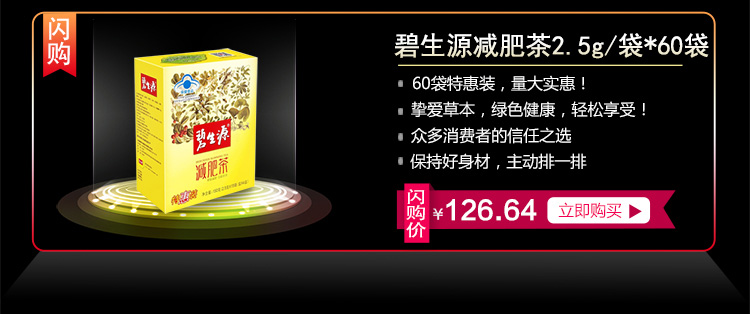 闪购
碧生源减肥茶2.5g/袋*60袋
60袋特惠装，量大实惠！
挚爱草本，绿色健康，轻松享受！
众多消费者的信任之选
保持好身材，主动排一排
闪购价
¥126.64
立即购买
碧生源
减肥茶
碧生源